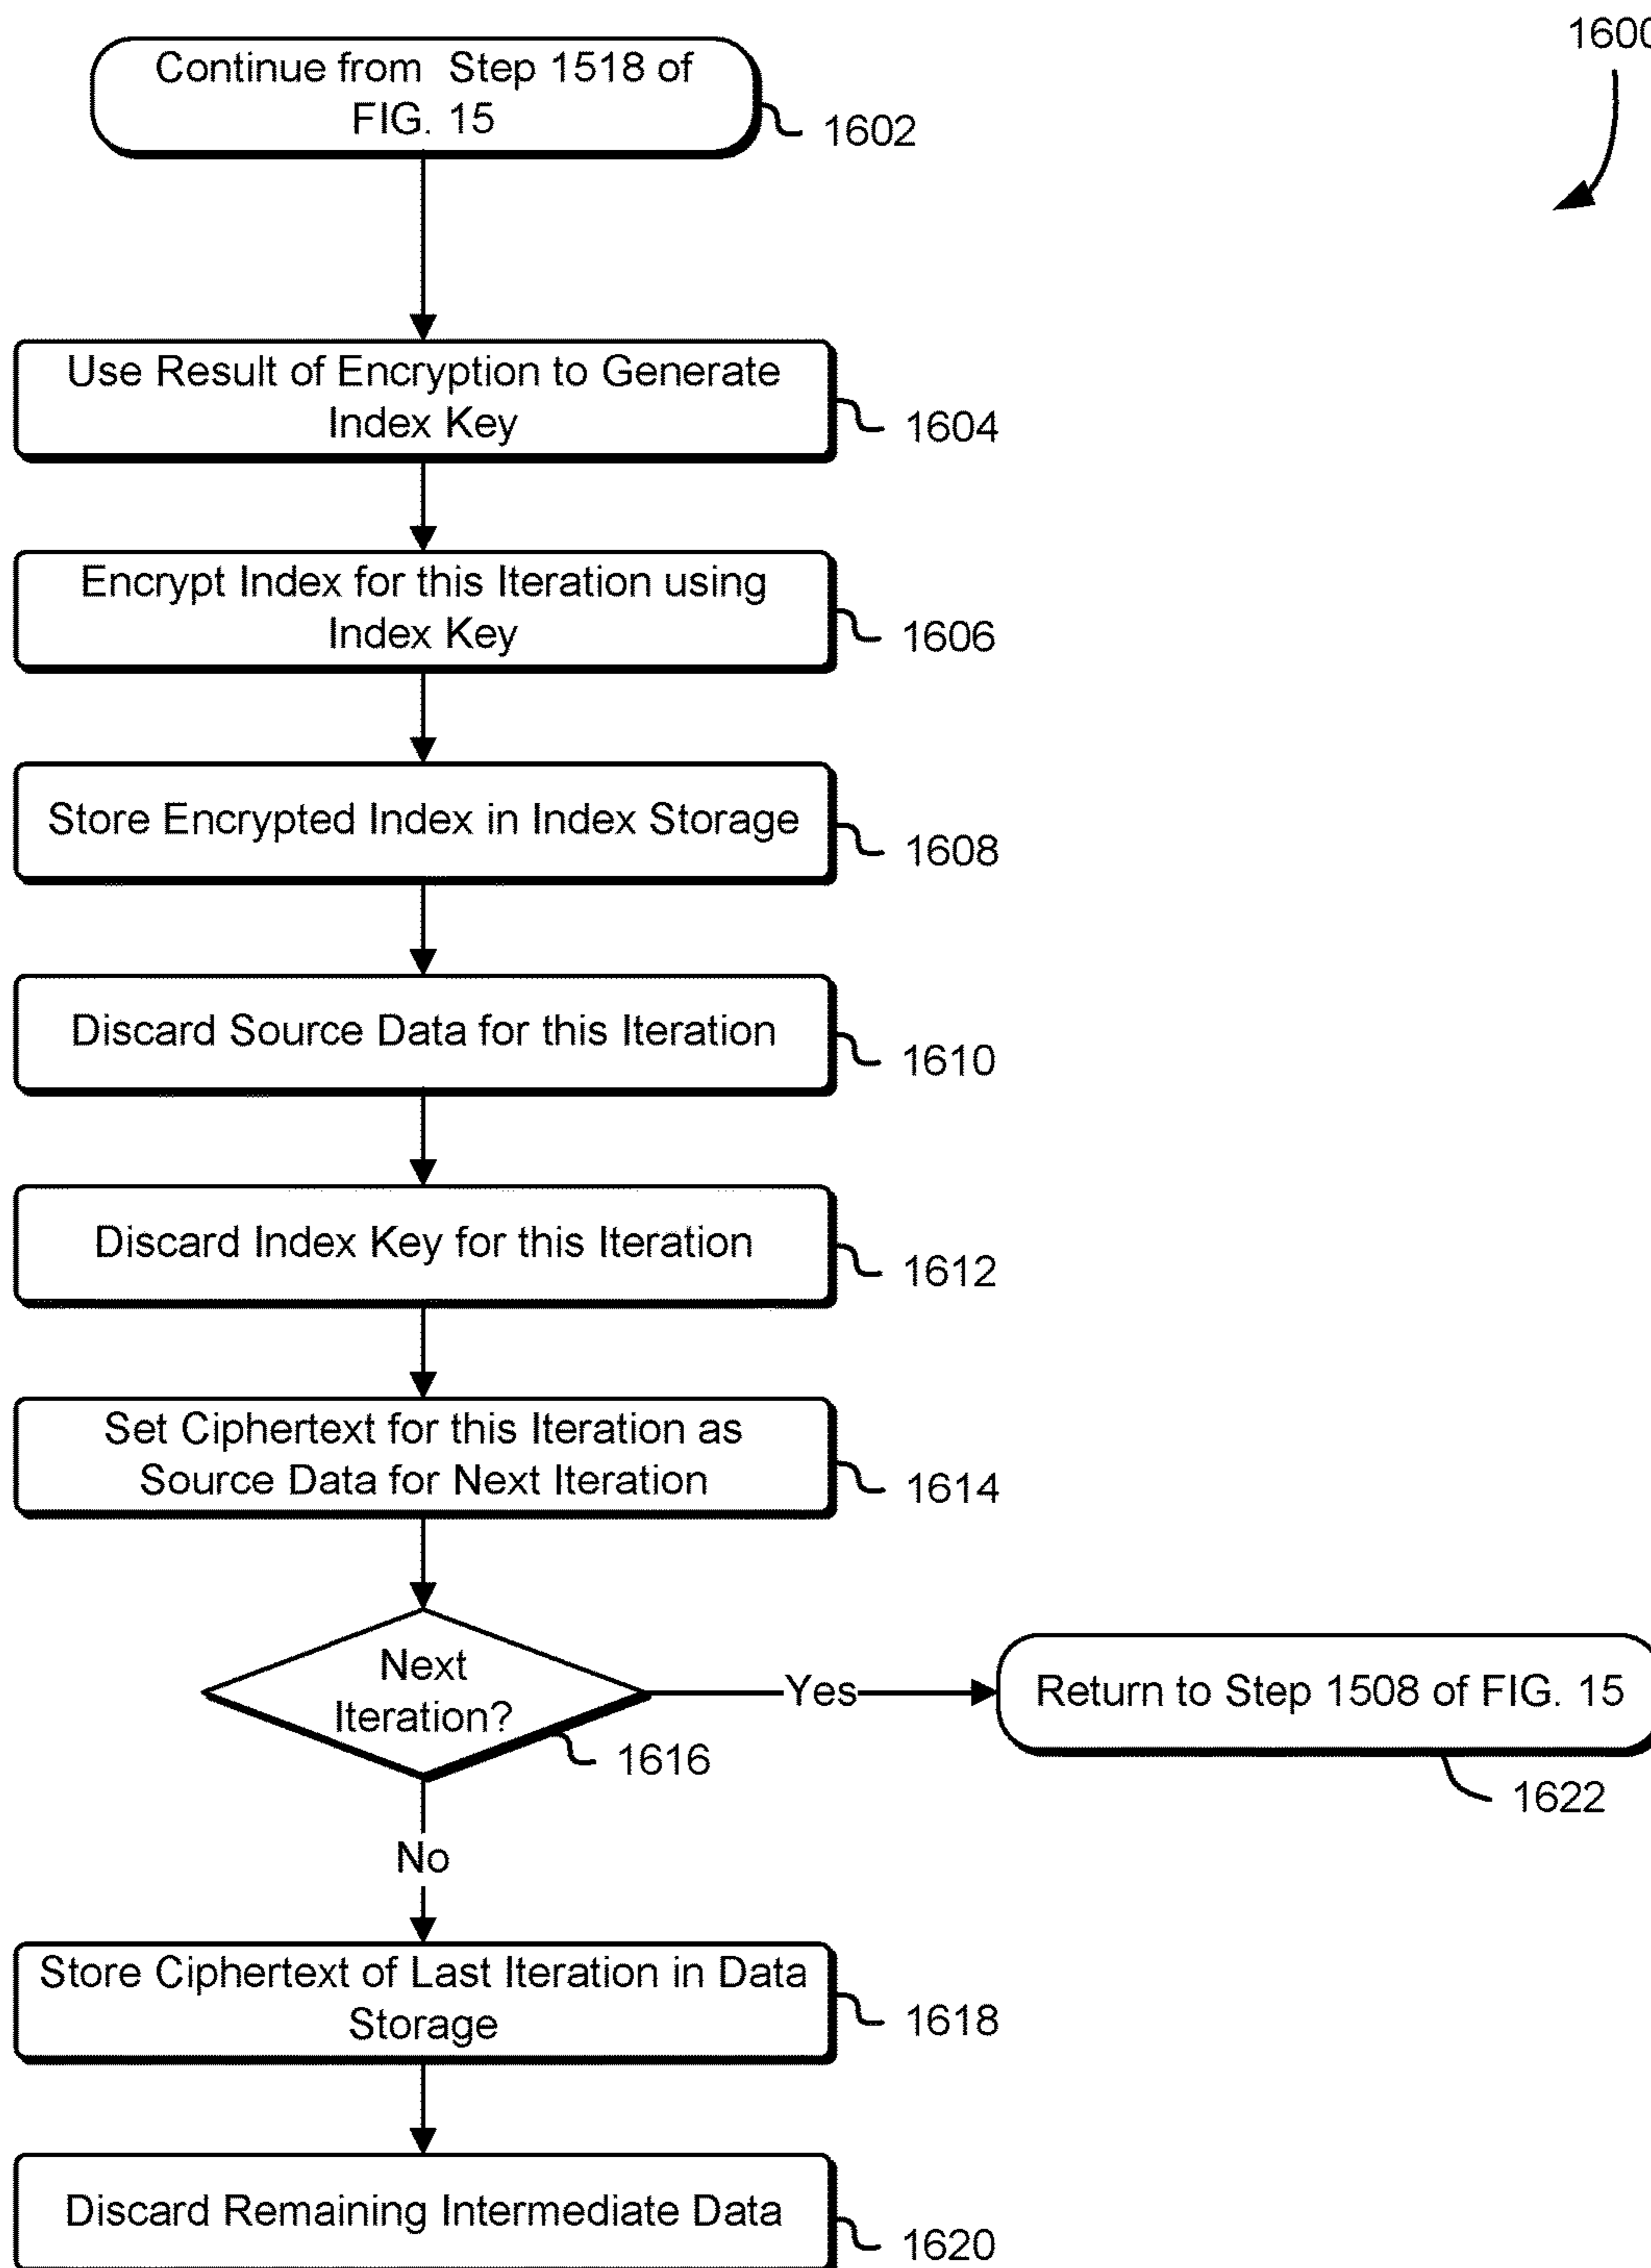 1600
Continue from Step 1518 of
FIG. 15
1602
Use Result of Encryption to Generate
Index Key
1604
Encrypt Index for this Iteration using
Index Key
1606
Store Encrypted Index in Index Storage
1608
Discard Source Data for this Iteration
1610
Discard Index Key for this Iteration
1612
Set Ciphertext for this Iteration as
Source Data for Next Iteration
1614
Next
Iteration?
1616
Yes
Return to Step 1508 of FIG. 15
1622
No
Store Ciphertext of Last Iteration in Data
Storage
1618
Discard Remaining Intermediate Data
1620